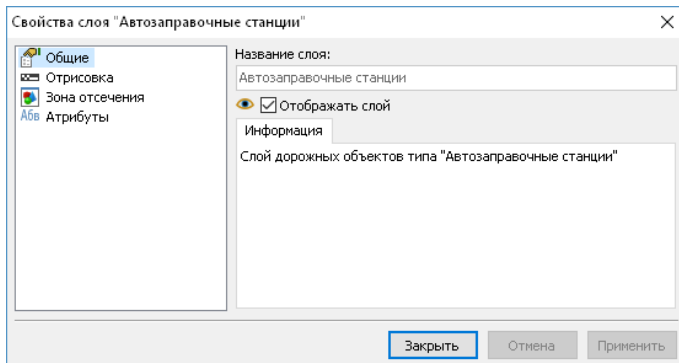 Свойства слоя "Автозаправочные станции"
Общие
Отрисовка
Зона отсечения
Абв Атрибуты
Название слоя:
Автозаправочные станции
Отображать слой
Информация
Слой дорожных объектов типа "Автозаправочные станции"
Закрыть
Отмена
Применить